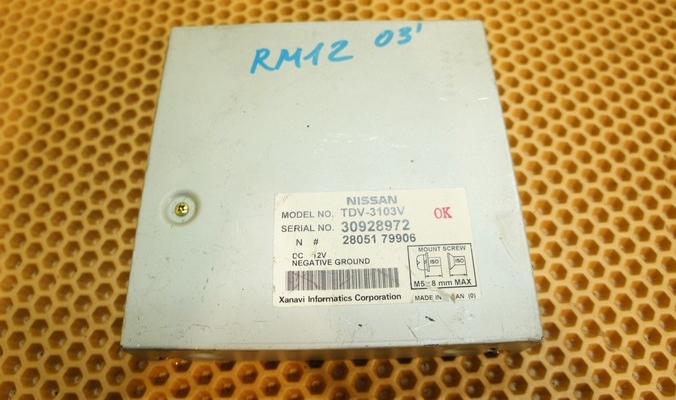 RM12 03'
NISSAN
MODEL NO. TDV-3103V
OK
SERIAL NO. 30928972
N # 28051 79906
DC 12V
NEGATIVE GROUND
MOUNT SCREW
ISO ISO
M5×8 mm MAX
Xanavi Informatics Corporation
MADE IN (0)